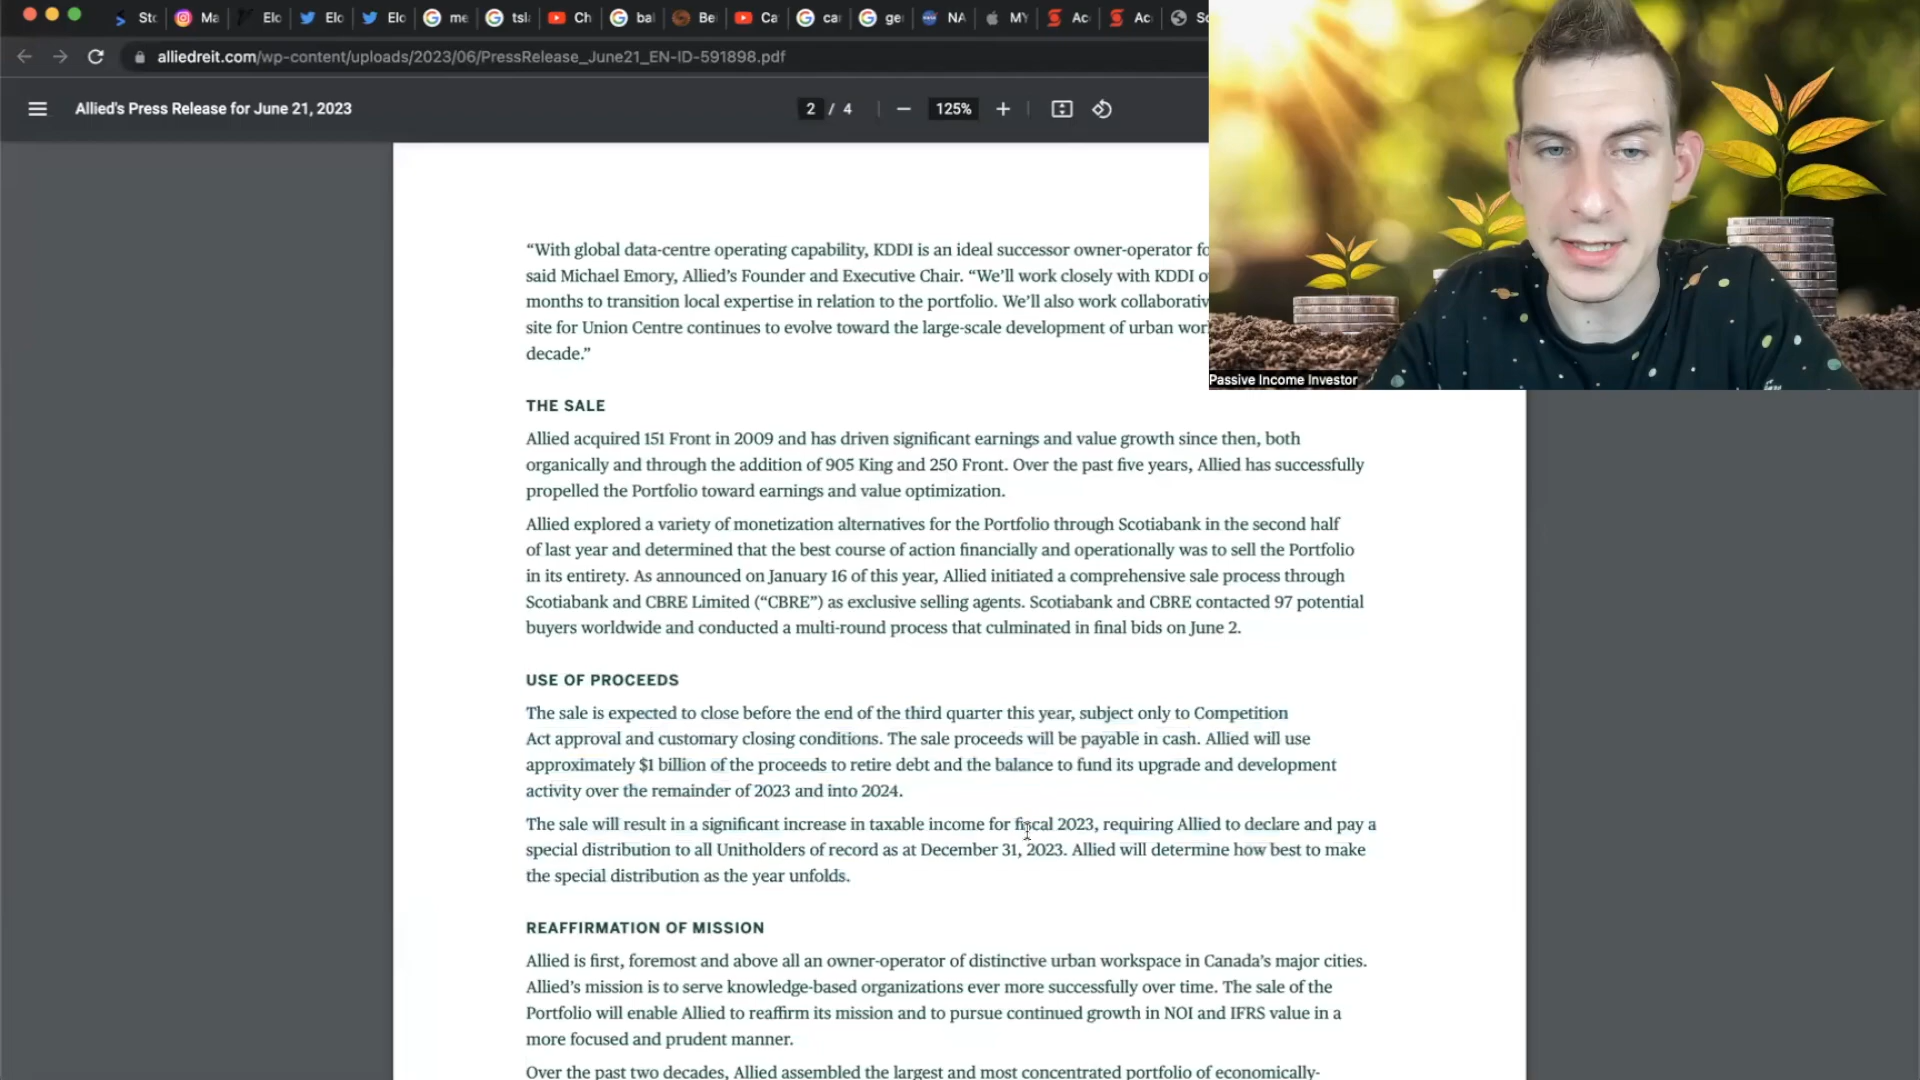 Sto
Ma
Elo
Elo
Elo
me
tsl
Ch
bal
Be
Ca
car
ge
NA
MY
Ac
Ac
So
alliedreit.com/wp-content/uploads/2023/06/PressRelease_June21_EN-ID-591898.pdf
Allied's Press Release for June 21, 2023
2 / 4
125%
“With global data-centre operating capability, KDDI is an ideal successor owner-operator
said Michael Emory, Allied’s Founder and Executive Chair. “We’ll work closely with KDDI
months to transition local expertise in relation to the portfolio. We’ll also work
site for Union Centre continues to evolve toward the large-scale development of urban
decade.”
THE SALE
Allied acquired 151 Front in 2009 and has driven significant earnings and value growth since then, both
organically and through the addition of 905 King and 250 Front. Over the past five years, Allied has successfully
propelled the Portfolio toward earnings and value optimization.
Allied explored a variety of monetization alternatives for the Portfolio through Scotiabank in the second half
of last year and determined that the best course of action financially and operationally was to sell the Portfolio
in its entirety. As announced on January 16 of this year, Allied initiated a comprehensive sale process through
Scotiabank and CBRE Limited (“CBRE”) as exclusive selling agents. Scotiabank and CBRE contacted 97 potential
buyers worldwide and conducted a multi-round process that culminated in final bids on June 2.
USE OF PROCEEDS
The sale is expected to close before the end of the third quarter this year, subject only to Competition
Act approval and customary closing conditions. The sale proceeds will be payable in cash. Allied will use
approximately $1 billion of the proceeds to retire debt and the balance to fund its upgrade and development
activity over the remainder of 2023 and into 2024.
The sale will result in a significant increase in taxable income for fiscal 2023, requiring Allied to declare and pay a
special distribution to all Unitholders of record as at December 31, 2023. Allied will determine how best to make
the special distribution as the year unfolds.
REAFFIRMATION OF MISSION
Allied is first, foremost and above all an owner-operator of distinctive urban workspace in Canada’s major cities.
Allied’s mission is to serve knowledge-based organizations ever more successfully over time. The sale of the
Portfolio will enable Allied to reaffirm its mission and to pursue continued growth in NOI and IFRS value in a
more focused and prudent manner.
Over the past two decades, Allied assembled the largest and most concentrated portfolio of economically-
Passive Income Investor